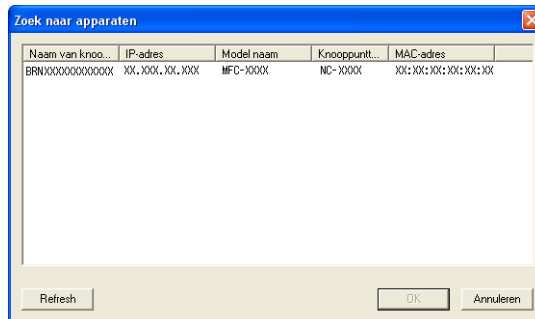 Zoek naar apparaten
Naam van knoo... IP-adres Model naam Knooppuntt... MAC-adres
BRNXXXXXXXXXXXX XX.XXX.XX.XXX MFC-XXXX NC-XXXX XX:XX:XX:XX:XX:XX
Refresh OK Annuleren